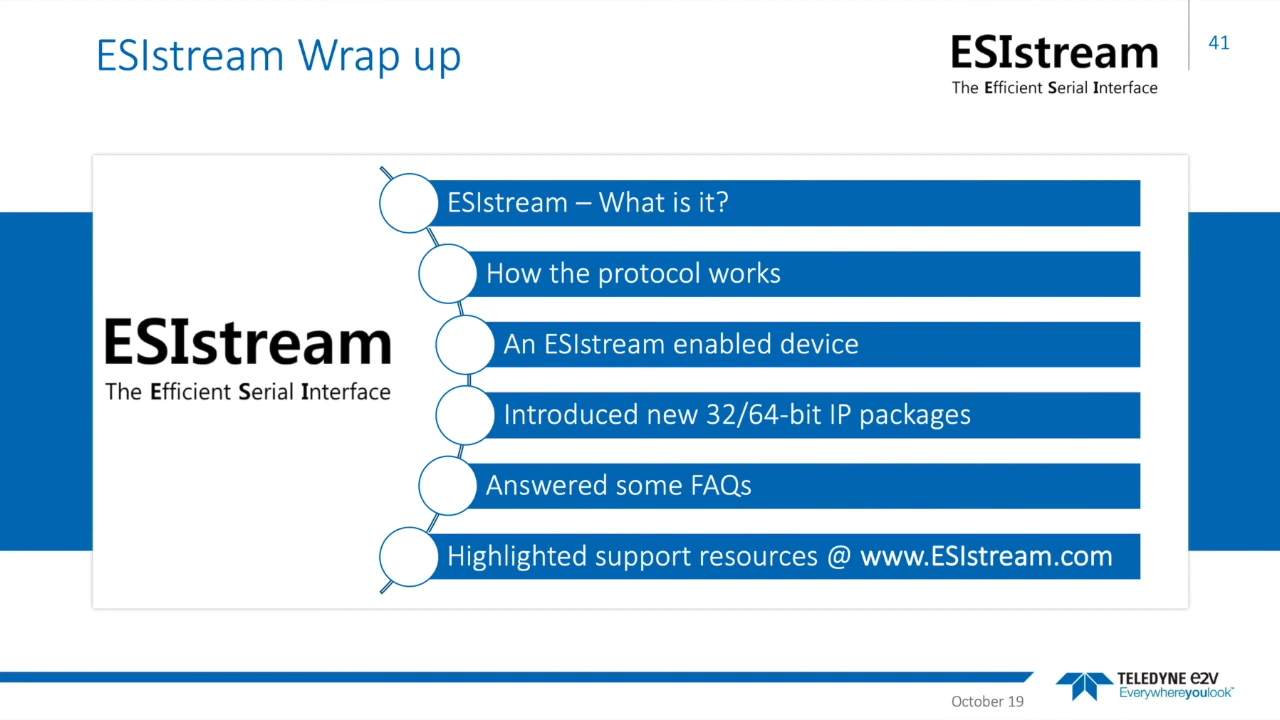 ESIstream Wrap up
ESIstream
The Efficient Serial Interface
41
ESIstream – What is it?
How the protocol works
An ESIstream enabled device
Introduced new 32/64-bit IP packages
Answered some FAQs
Highlighted support resources @ www.ESIstream.com
ESIstream
The Efficient Serial Interface
October 19
TELEDYNE e2v
Everywhereyoulook™